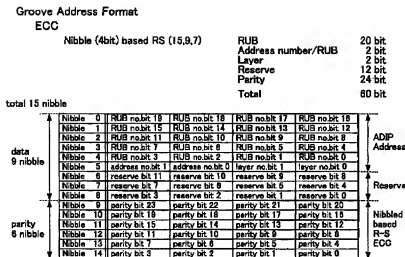 Groove Address Format
ECC
Nibble (4bit) based RS (15,9,7)
RUB 20 bit
Address number/RUB 2 bit
Layer 2 bit
Reserve 12 bit
Parity 24 bit
Total 60 bit
total 15 nibble
data
9 nibble
parity
6 nibble
Nibble 0 RUB no.bit 19 RUB no.bit 18 RUB no.bit 17 RUB no.bit 16
Nibble 1 RUB no.bit 15 RUB no.bit 14 RUB no.bit 13 RUB no.bit 12
Nibble 2 RUB no.bit 11 RUB no.bit 10 RUB no.bit 9 RUB no.bit 8
Nibble 3 RUB no.bit 7 RUB no.bit 6 RUB no.bit 5 RUB no.bit 4
Nibble 4 RUB no.bit 3 RUB no.bit 2 RUB no.bit 1 RUB no.bit 0
Nibble 5 address no.bit 1 address no.bit 0 layer no.bit 1 layer no.bit 0
Nibble 6 reserve bit 11 reserve bit 10 reserve bit 9 reserve bit 8
Nibble 7 reserve bit 7 reserve bit 6 reserve bit 5 reserve bit 4
Nibble 8 reserve bit 3 reserve bit 2 reserve bit 1 reserve bit 0
Nibble 9 parity bit 23 parity bit 22 parity bit 21 parity bit 20
Nibble 10 parity bit 19 parity bit 18 parity bit 17 parity bit 16
Nibble 11 parity bit 15 parity bit 14 parity bit 13 parity bit 12
Nibble 12 parity bit 11 parity bit 10 parity bit 9 parity bit 8
Nibble 13 parity bit 7 parity bit 6 parity bit 5 parity bit 4
Nibble 14 parity bit 3 parity bit 2 parity bit 1 parity bit 0
ADIP
Address
Reserve
Nibbled
based
R-S
ECC